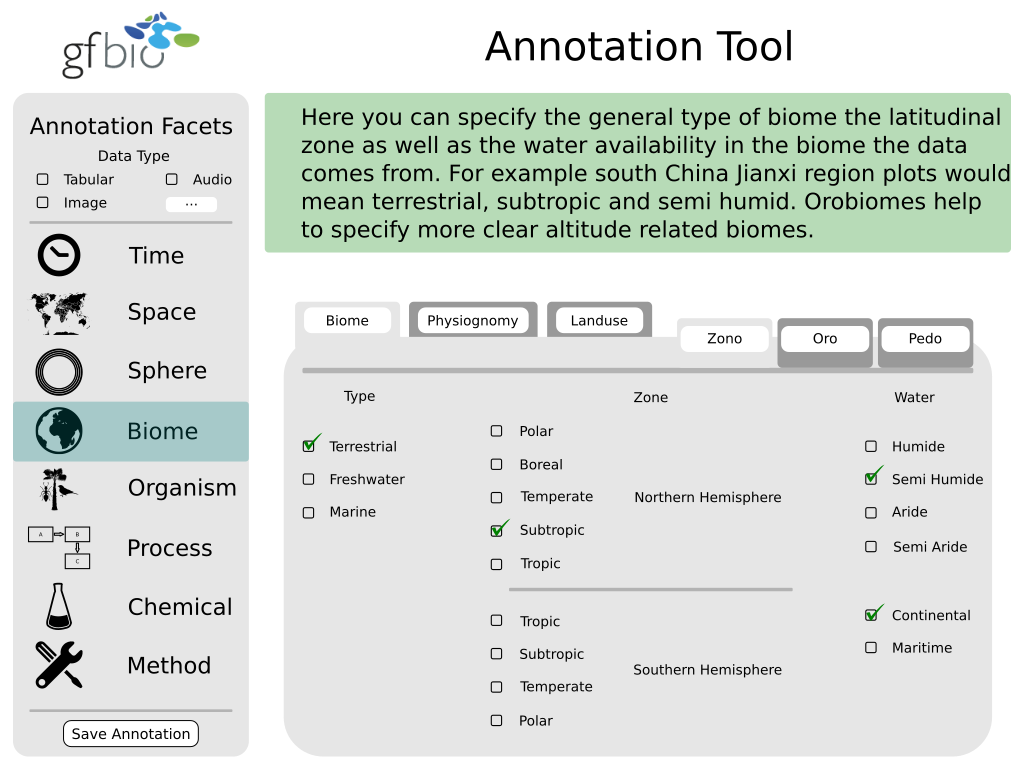 gfbio
Annotation Tool
Annotation Facets
Data Type
Tabular
Audio
Image
...
Time
Space
Sphere
Biome
Organism
A
B
C
Process
Chemical
Method
Save Annotation
Here you can specify the general type of biome the latitudinal
zone as well as the water availability in the biome the data
comes from. For example south China Jianxi region plots would
mean terrestrial, subtropic and semi humid. Orobiomes help
to specify more clear altitude related biomes.
Biome
Physiognomy
Landuse
Zono
Oro
Pedo
Type
Terrestrial
Freshwater
Marine
Zone
Polar
Boreal
Temperate
Subtropic
Tropic
Northern Hemisphere
Tropic
Subtropic
Temperate
Polar
Southern Hemisphere
Water
Humide
Semi Humide
Aride
Semi Aride
Continental
Maritime